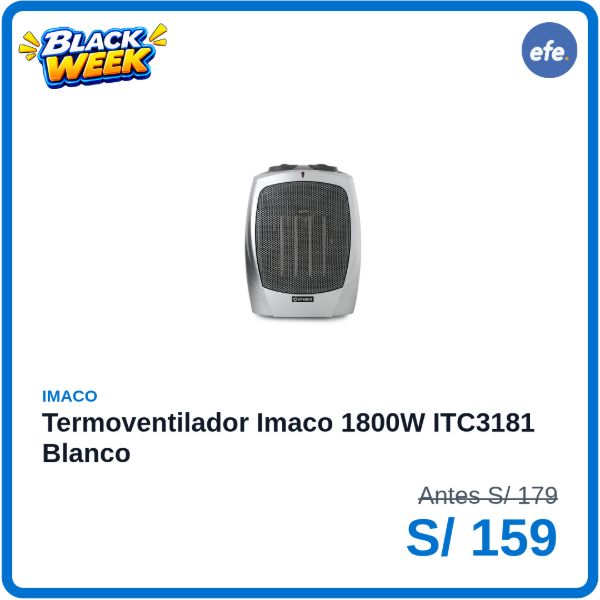 BLACK
WEEK
efe.
imaco
IMACO
Termoventilador Imaco 1800W ITC3181
Blanco
Antes S/ 179
S/ 159